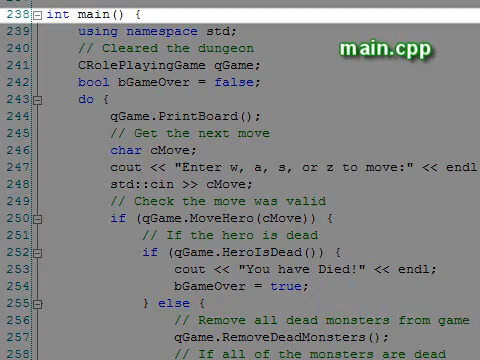 238 int main() {
239 using namespace std;
main.cpp
240 // Cleared the dungeon
241 CRolePlayingGame qGame;
242 bool bGameOver = false;
243 do {
244 qGame.PrintBoard();
245 // Get the next move
246 char cMove;
247 cout << "Enter w, a, s, or z to move:" << endl
248 std::cin >> cMove;
249 // Check the move was valid
250 if (qGame.MoveHero(cMove)) {
251 // If the hero is dead
252 if (qGame.HeroIsDead()) {
253 cout << "You have Died!" << endl;
254 bGameOver = true;
255 } else {
256 // Remove all dead monsters from game
257 qGame.RemoveDeadMonsters();
258 // If all of the monsters are dead